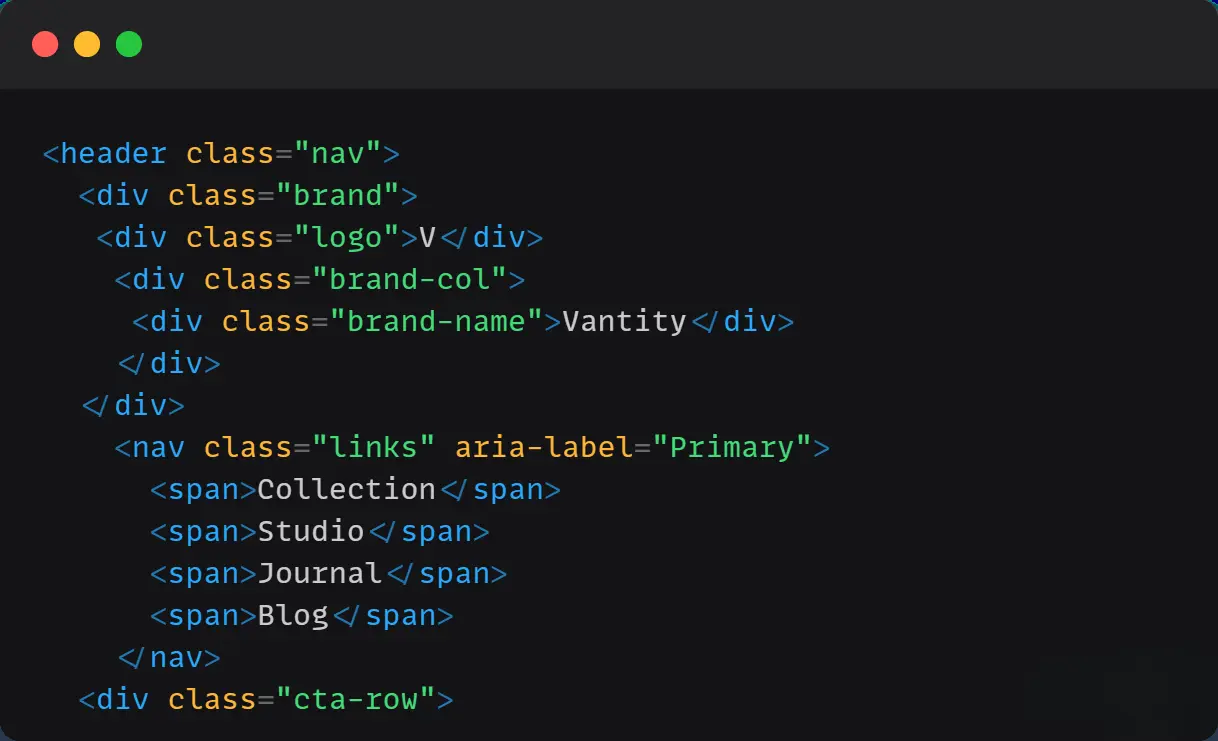 <header class="nav">
  <div class="brand">
   <div class="logo">V</div>
    <div class="brand-col">
     <div class="brand-name">Vantity</div>
    </div>
  </div>
    <nav class="links" aria-label="Primary">
      <span>Collection</span>
      <span>Studio</span>
      <span>Journal</span>
      <span>Blog</span>
    </nav>
  <div class="cta-row">